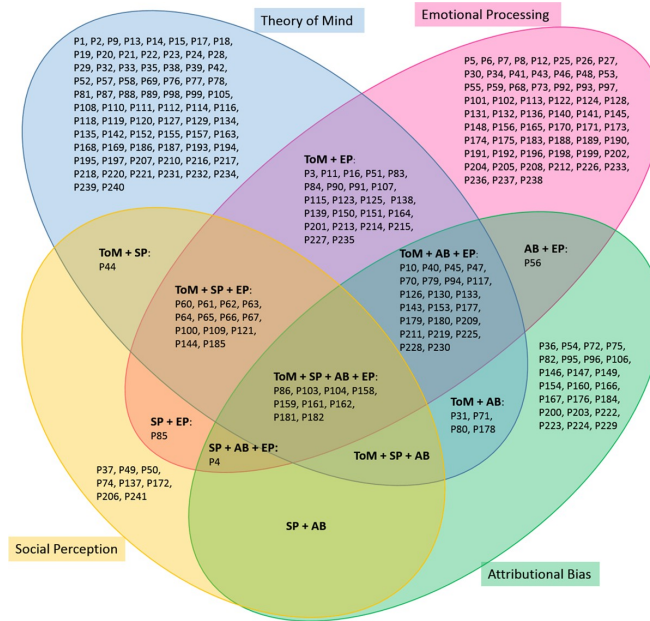 Theory of Mind
Emotional Processing
P1, P2, P9, P13, P14, P15, P17, P18,
P19, P20, P21, P22, P23, P24, P28,
P29, P32, P33, P35, P38, P39, P42,
P52, P57, P58, P69, P76, P77, P78,
P81, P87, P88, P89, P98, P99, P105,
P108, P110, P111, P112, P114, P116,
P118, P119, P120, P127, P129, P134,
P135, P142, P152, P155, P157, P163,
P168, P169, P186, P187, P193, P194,
P195, P197, P207, P210, P216, P217,
P218, P220, P221, P231, P232, P234,
P239, P240
P5, P6, P7, P8, P12, P25, P26, P27,
P30, P34, P41, P43, P46, P48, P53,
P55, P59, P68, P73, P92, P93, P97,
P101, P102, P113, P122, P124, P128,
P131, P132, P136, P140, P141, P145,
P148, P156, P165, P170, P171, P173,
P174, P175, P183, P188, P189, P190,
P191, P192, P196, P198, P199, P202,
P204, P205, P208, P212, P226, P233,
P236, P237, P238
ToM + EP:
P3, P11, P16, P51, P83,
P84, P90, P91, P107,
P115, P123, P125, P138,
P139, P150, P151, P164,
P201, P213, P214, P215,
P227, P235
ToM + SP:
P44
ToM + SP + EP:
P60, P61, P62, P63,
P64, P65, P66, P67,
P100, P109, P121,
P144, P185
ToM + AB + EP:
P10, P40, P45, P47,
P70, P79, P94, P117,
P126, P130, P133,
P143, P153, P177,
P179, P180, P209,
P211, P219, P225,
P228, P230
AB + EP:
P56
P36, P54, P72, P75,
P82, P95, P96, P106,
P146, P147, P149,
P154, P160, P166,
P167, P176, P184,
P200, P203, P222,
P223, P224, P229
ToM + SP + AB + EP:
P86, P103, P104, P158,
P159, P161, P162,
P181, P182
ToM + AB:
P31, P71,
P80, P178
SP + EP:
P85
SP + AB + EP:
P4
ToM + SP + AB
P37, P49, P50,
P74, P137, P172,
P206, P241
SP + AB
Social Perception
Attributional Bias